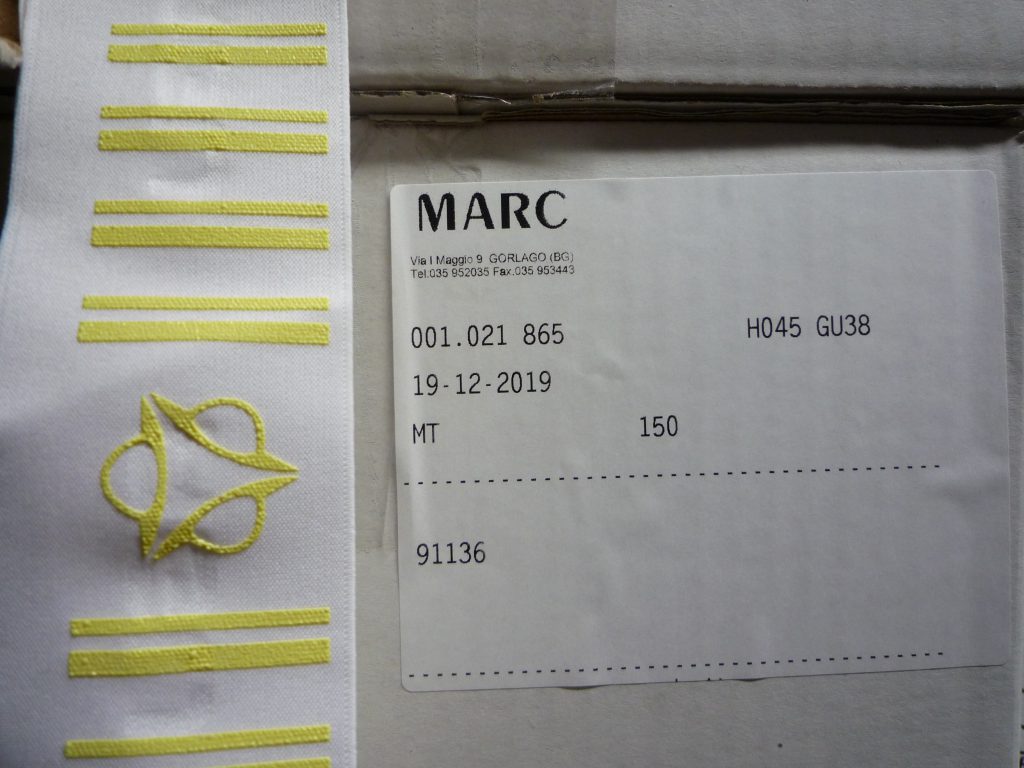 MARC
Via I Maggio 9 GORLAGO (BG)
Tel.035 952035 Fax.035 953443
001.021 865 H045 GU38
19-12-2019
MT 150
91136